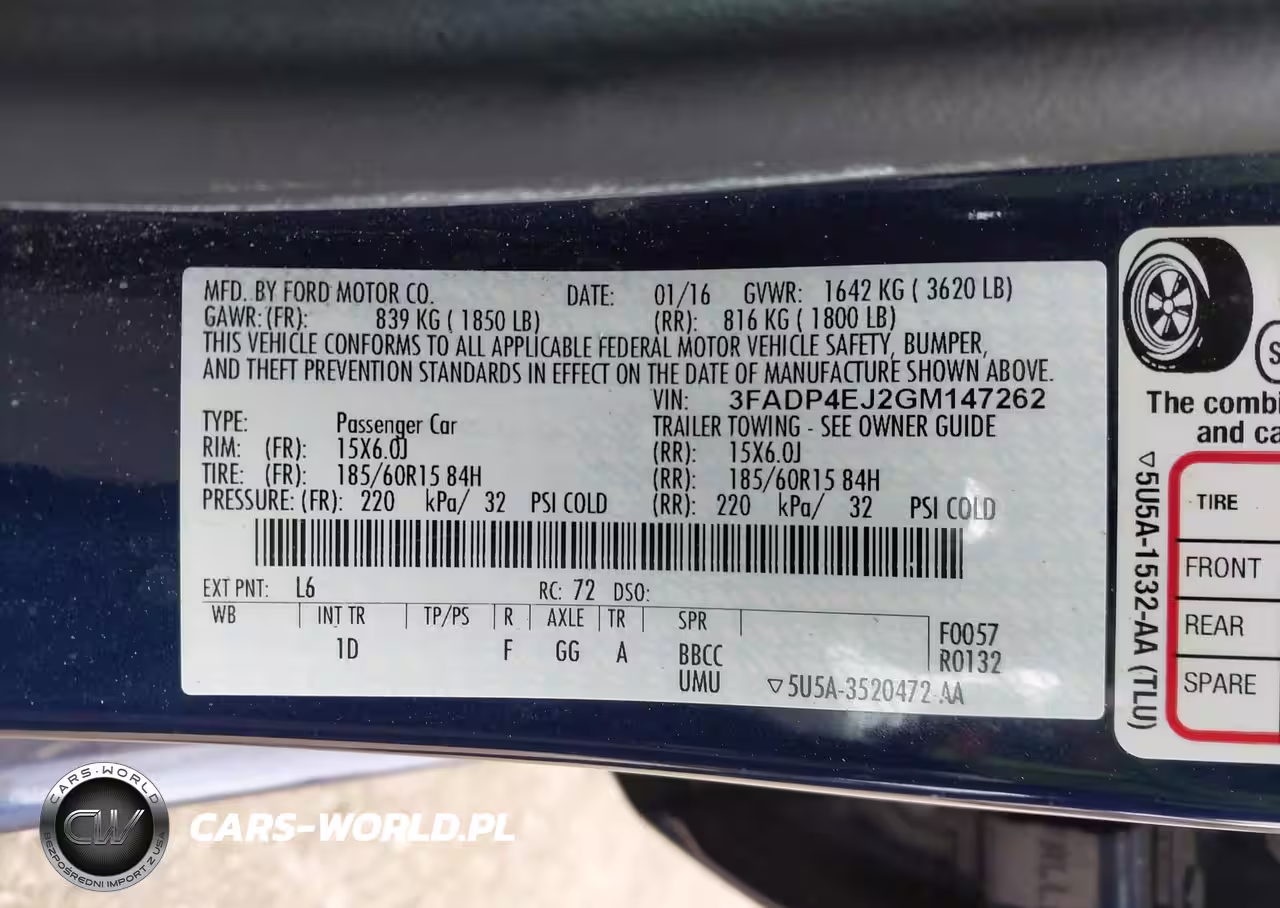 MFD. BY FORD MOTOR CO. DATE: 01/16 GVWR: 1642 KG ( 3620 LB)
GAWR: (FR): 839 KG ( 1850 LB) (RR): 816 KG ( 1800 LB)
THIS VEHICLE CONFORMS TO ALL APPLICABLE FEDERAL MOTOR VEHICLE SAFETY, BUMPER,
AND THEFT PREVENTION STANDARDS IN EFFECT ON THE DATE OF MANUFACTURE SHOWN ABOVE.
VIN: 3FADP4EJ2GM147262
TYPE: Passenger Car TRAILER TOWING - SEE OWNER GUIDE
RIM: (FR): 15X6.0J (RR): 15X6.0J
TIRE: (FR): 185/60R15 84H (RR): 185/60R15 84H
PRESSURE: (FR): 220 kPa/ 32 PSI COLD (RR): 220 kPa/ 32 PSI COLD
EXT PNT: L6 RC: 72 DSO:
WB INT TR TP/PS R AXLE TR SPR
1D F GG A BBCC
UMU
F0057
R0132
▽5U5A-3520472-AA
The combi
and ca
TIRE
FRONT
REAR
SPARE
▽5U5A-1532-AA (TLU)
CARS-WORLD
CW
BEZPOŚREDNI IMPORT Z USA
CARS-WORLD.PL